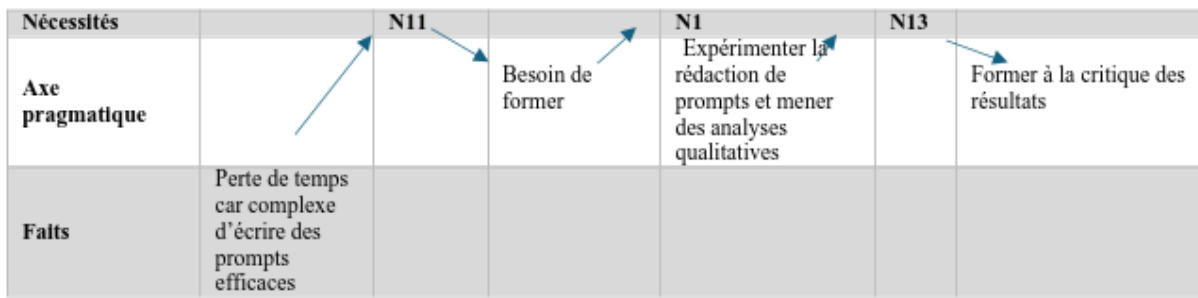 Nécessités
N11
N1
N13
Axe
pragmatique
Besoin de
former
Expérimenter la
rédaction de
prompts et mener
des analyses
qualitatives
Former à la critique des
résultats
Faits
Perte de temps
car complexe
d'écrire des
prompts
efficaces